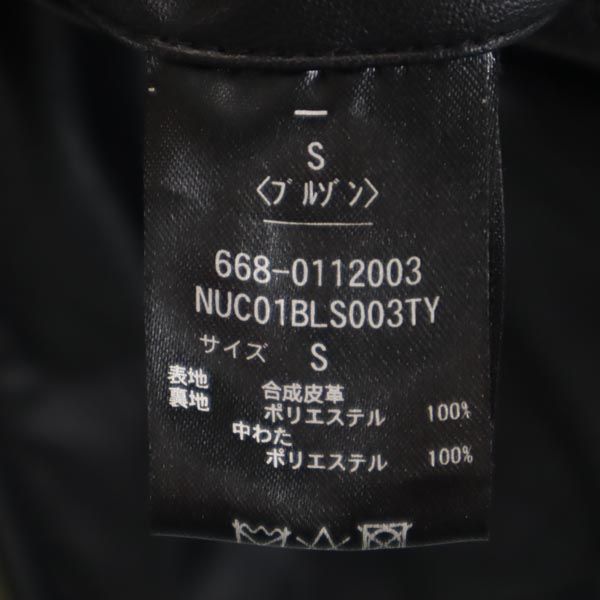 S
〈ブルゾン〉
668-0112003
NUC01BLS003TY
サイズ S
表地 合成皮革
裏地 ポリエステル 100%
中わた
ポリエステル 100%